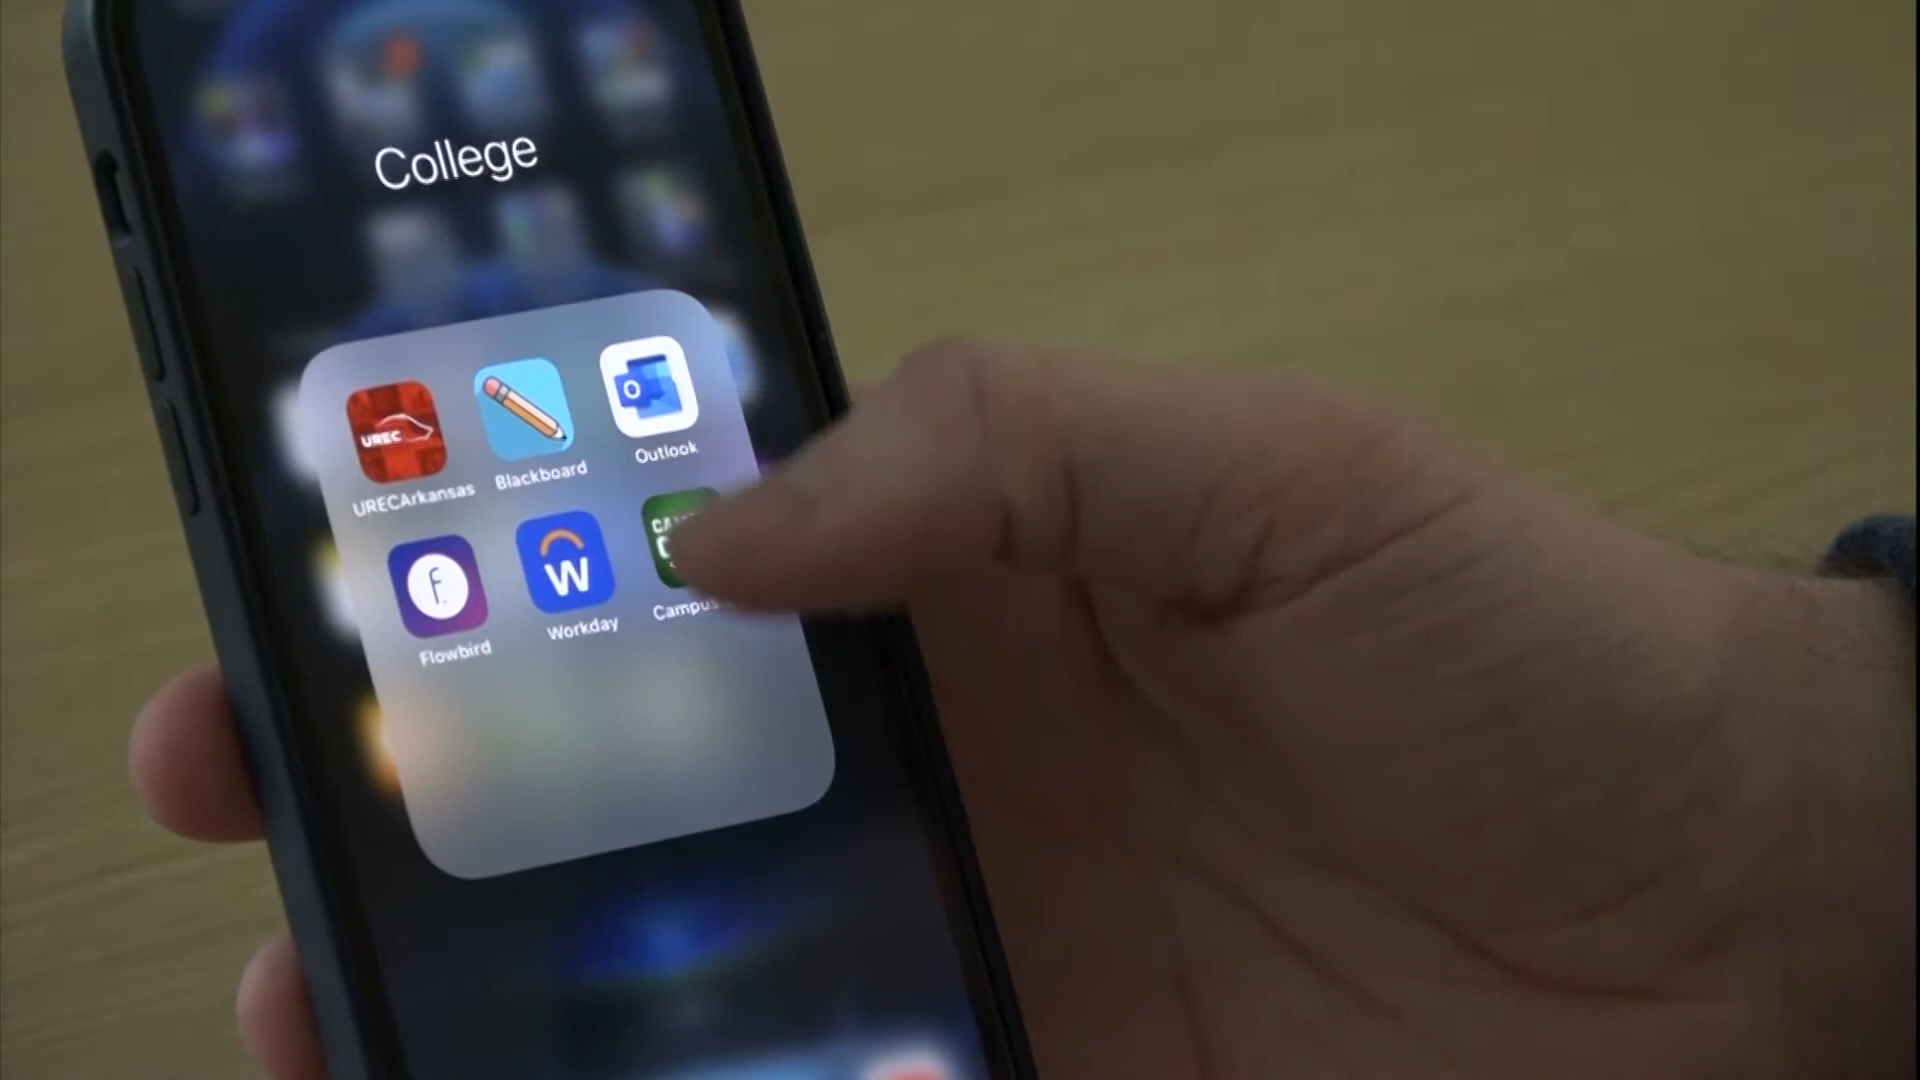 College
UREC
O
URECArkansas
Blackboard
Outlook
f.
W
Flowbird
Workday
Campus